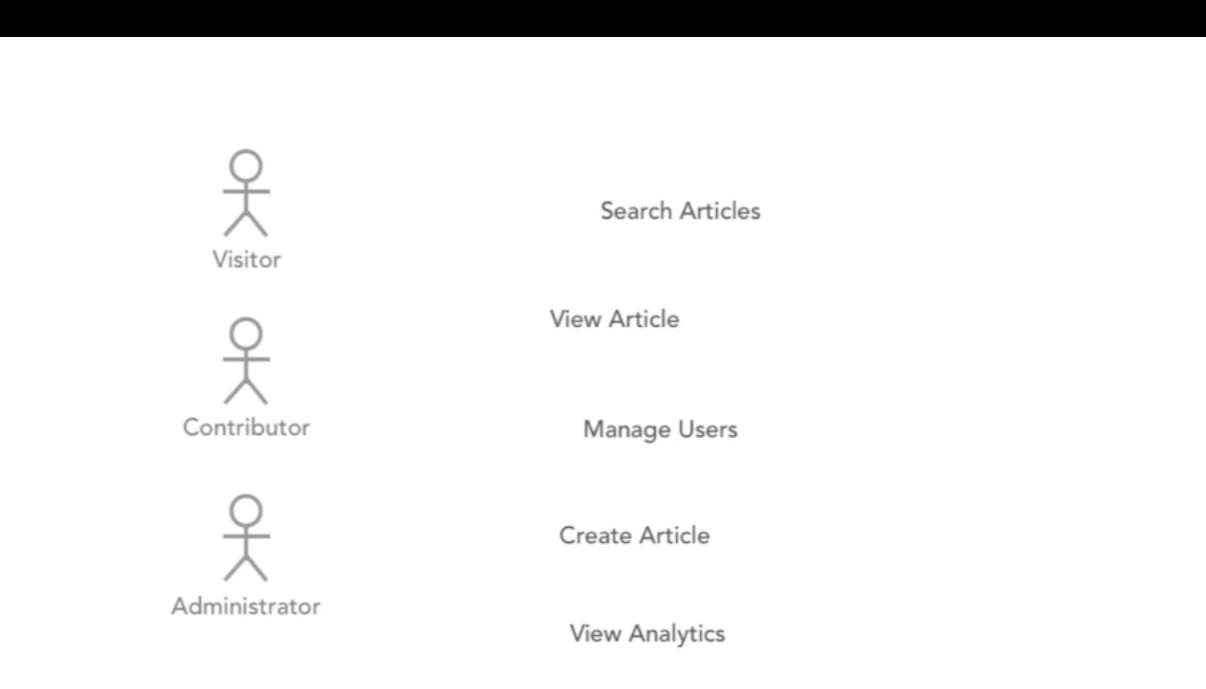 Search Articles
Visitor
View Article
Contributor
Manage Users
Create Article
Administrator
View Analytics